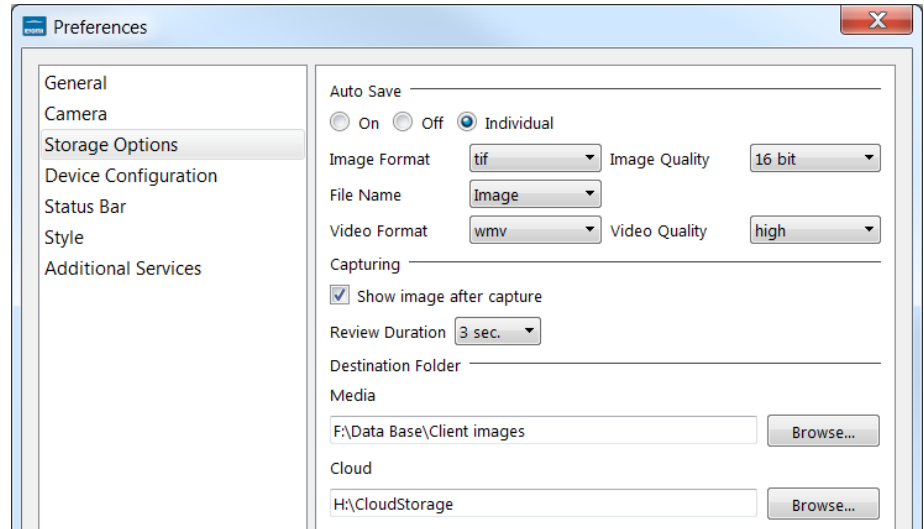 Preferences
General
Camera
Storage Options
Device Configuration
Status Bar
Style
Additional Services
Auto Save
On Off Individual
Image Format tif Image Quality 16 bit
File Name Image
Video Format wmv Video Quality high
Capturing
Show image after capture
Review Duration 3 sec.
Destination Folder
Media
F:\Data Base\Client images Browse...
Cloud
H:\CloudStorage Browse...